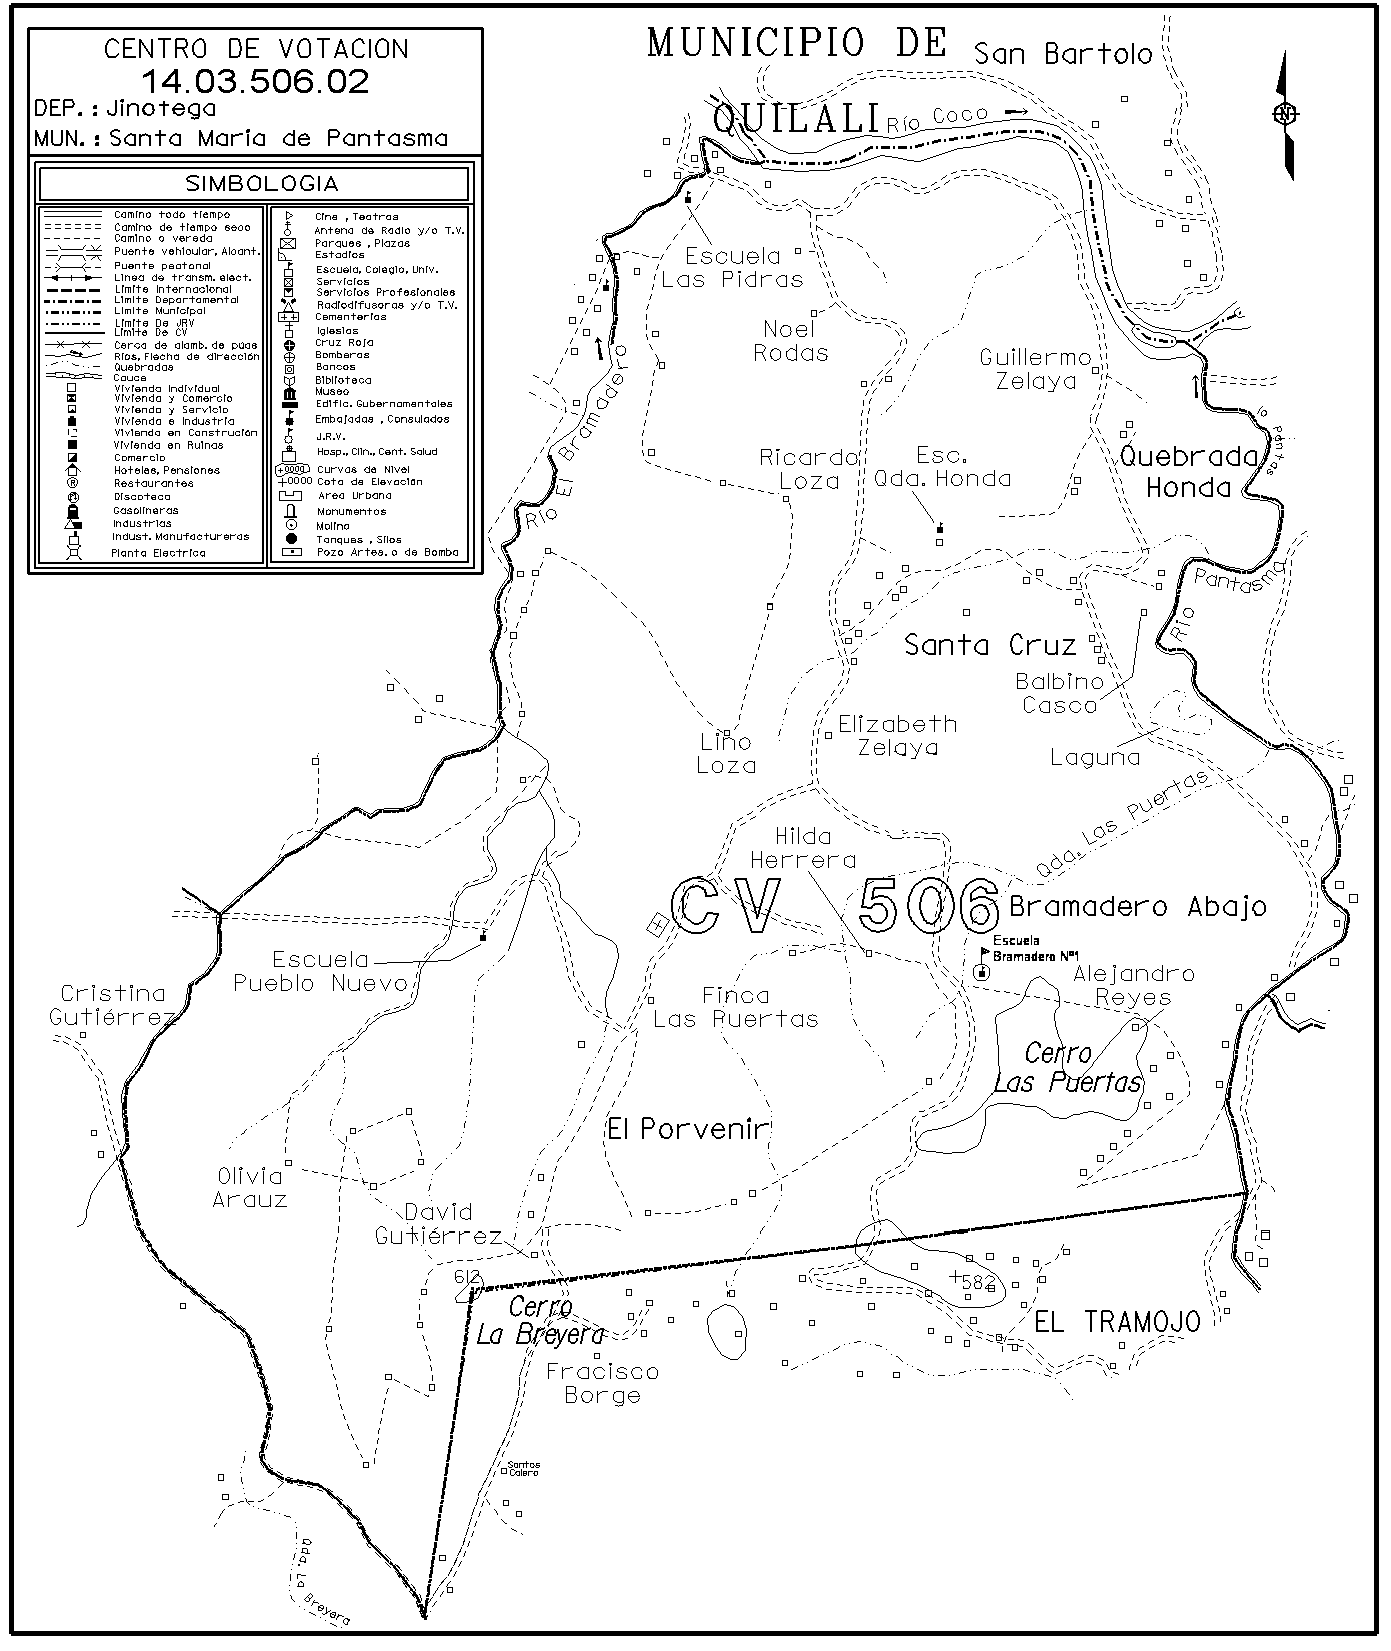 CENTRO DE VOTACION
14.03.506.02
DEP. : Jinotega
MUN. : Santa Maria de Pantasma
SIMBOLOGIA
Camino todo tiempo
Camino de tiempo seco
Camino o vereda
Puente vehicular, Alcant.
Puente peatonal
Linea de transm. elect.
Limite Internacional
Limite Departamental
Limite Municipal
Limite De JRV
Limite De CV
Cerca de alamb. de púas
Ríos, Flecha de dirección
Quebradas
Cauce
Vivienda Individual
Vivienda y Comercio
Vivienda y Servicio
Vivienda e Industria
Vivienda en Construción
Vivienda en Ruinas
Comercio
Hoteles, Pensiones
Restaurantes
Discoteca
Gasolineras
Industrias
Indust. Manufactureras
Planta Electrica
Cine , Teatras
Antena de Radio y/o T.V.
Parques , Plazas
Estadios
Escuela, Colegio, Univ.
Servicios
Servicios Profesionales
Radiodifusoras y/o T.V.
Cementerios
Iglesias
Cruz Roja
Bomberos
Bancos
Biblioteca
Museo
Edific. Gubernamentales
Embajadas , Consulados
J.R.V.
Hosp., Clin., Cent. Salud
+0000 Curvas de Nivel
+0000 Cota de Elevación
Area Urbana
Monumentos
Molino
Tanques , Silos
Pozo Artes. o de Bomba
MUNICIPIO DE
QUILALI
San Bartolo
Río Coco
N
Escuela
Las Pidras
Noel
Rodas
Guillermo
Zelaya
Río El Bramadero
Ricardo
Loza
Esc.
Qda. Honda
Quebrada
Honda
Río Pantasma
Santa Cruz
Balbino
Casco
Lino
Loza
Elizabeth
Zelaya
Laguna
Qda. Las Puertas
Hilda
Herrera
CV 506
Bramadero Abajo
Escuela
Bramadero Nº1
Escuela
Pueblo Nuevo
Alejandro
Reyes
Cristina
Gutiérrez
Finca
Las Puertas
Cerro
Las Puertas
El Porvenir
Olivia
Arauz
David
Gutiérrez
612
Cerro
La Breyera
582
EL TRAMOJO
Fracisco
Borge
Santos
Calero
Qda. La Breyera